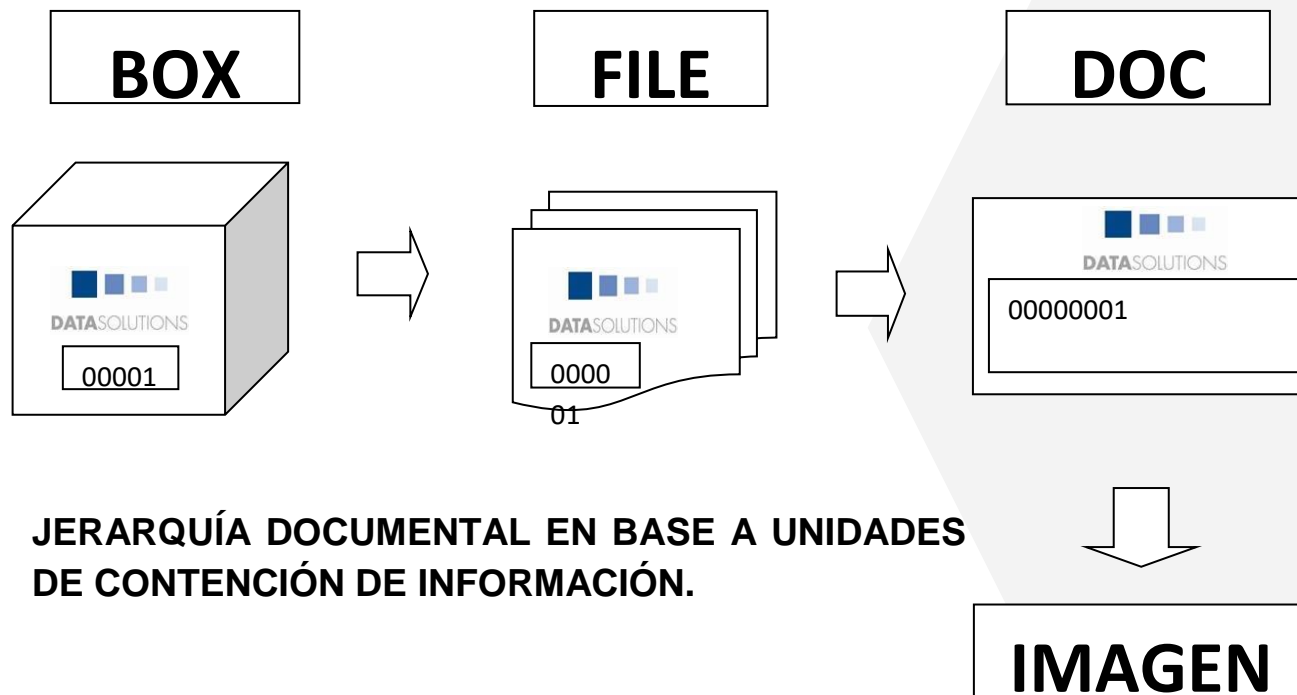 BOX
FILE
DOC
DATASOLUTIONS
00001
DATASOLUTIONS
0000
01
DATASOLUTIONS
00000001
JERARQUÍA DOCUMENTAL EN BASE A UNIDADES
DE CONTENCIÓN DE INFORMACIÓN.
IMAGEN